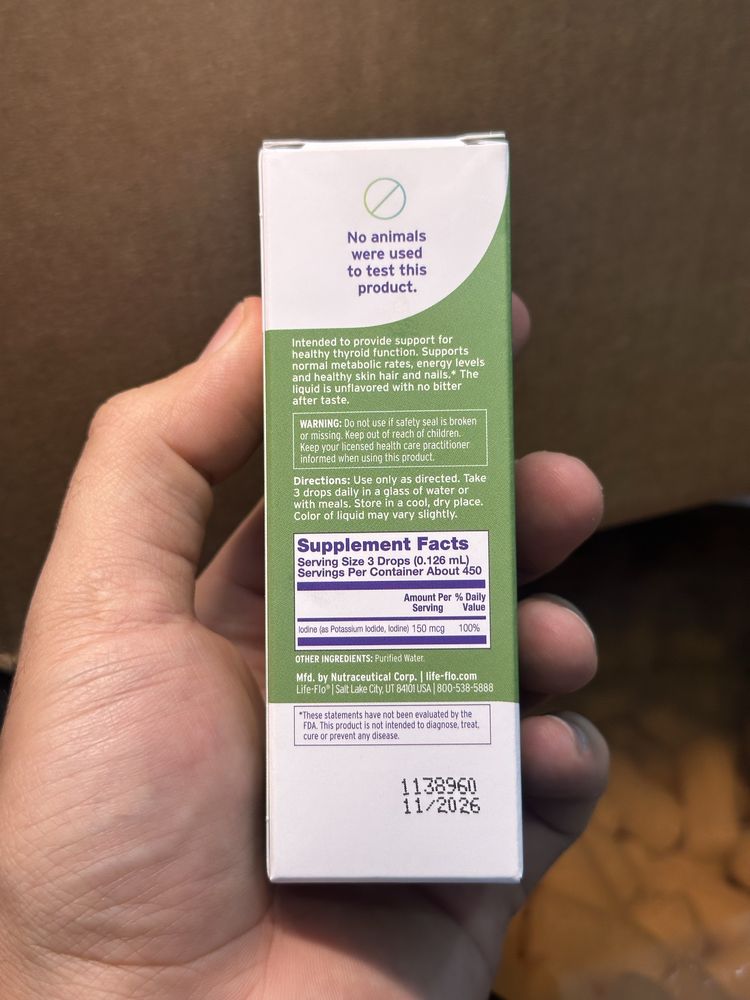 No animals
were used
to test this
product.
Intended to provide support for
healthy thyroid function. Supports
normal metabolic rates, energy levels
and healthy skin hair and nails.* The
liquid is unflavored with no bitter
after taste.
WARNING: Do not use if safety seal is broken
or missing. Keep out of reach of children.
Keep your licensed health care practitioner
informed when using this product.
Directions: Use only as directed. Take
3 drops daily in a glass of water or
with meals. Store in a cool, dry place.
Color of liquid may vary slightly.
Supplement Facts
Serving Size 3 Drops (0.126 mL)
Servings Per Container About 450
Amount Per % Daily
Serving Value
Iodine (as Potassium Iodide, Iodine) 150 mcg 100%
OTHER INGREDIENTS: Purified Water.
Mfd. by Nutraceutical Corp. | life-flo.com
Life-Flo® | Salt Lake City, UT 84101 USA | 800-538-5888
*These statements have not been evaluated by the
FDA. This product is not intended to diagnose, treat,
cure or prevent any disease.
1138960
11/2026